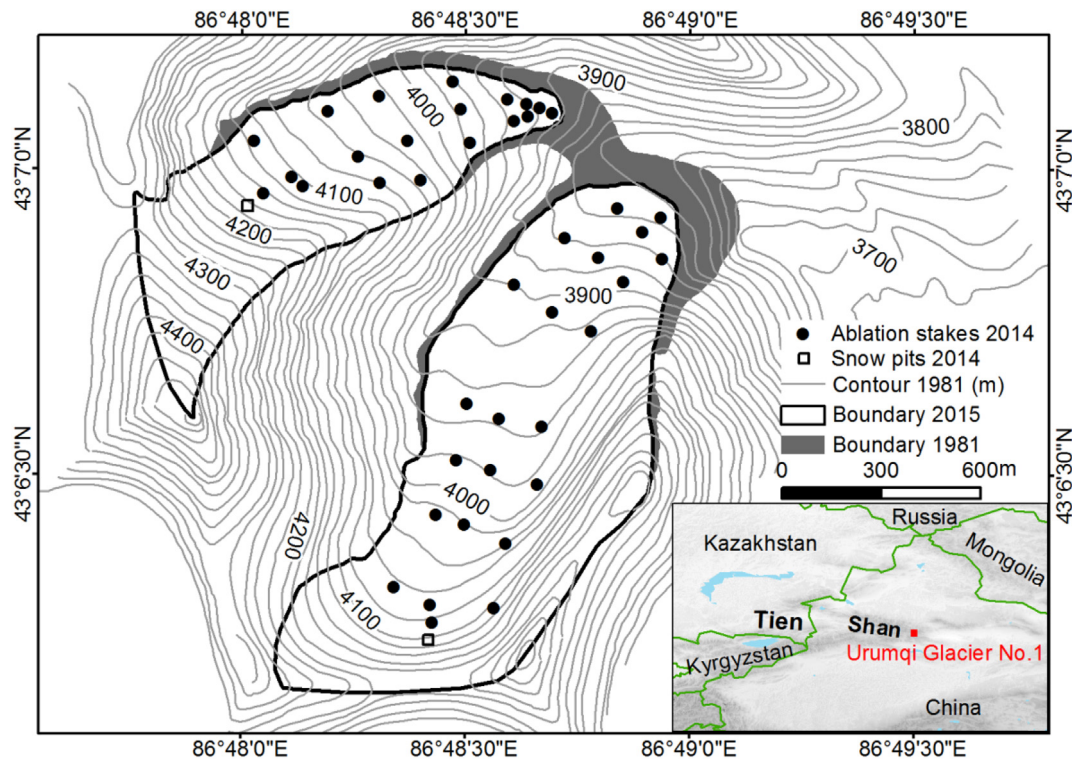 86°48'0"E 86°48'30"E 86°49'0"E 86°49'30"E
43°7'0"N
43°6'30"N
3900
4000
3800
4100
4200
4300
4400
3700
3900
4000
4200
4100
43°7'0"N
43°6'30"N
Ablation stakes 2014
Snow pits 2014
Contour 1981 (m)
Boundary 2015
Boundary 1981
0 300 600m
Russia
Kazakhstan
Mongolia
Tien Shan
Urumqi Glacier No.1
Kyrgyzstan
China
86°48'0"E 86°48'30"E 86°49'0"E 86°49'30"E